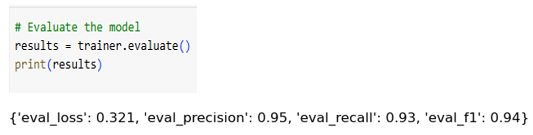 # Evaluate the model
results = trainer.evaluate()
print(results)
{'eval_loss': 0.321, 'eval_precision': 0.95, 'eval_recall': 0.93, 'eval_f1': 0.94}